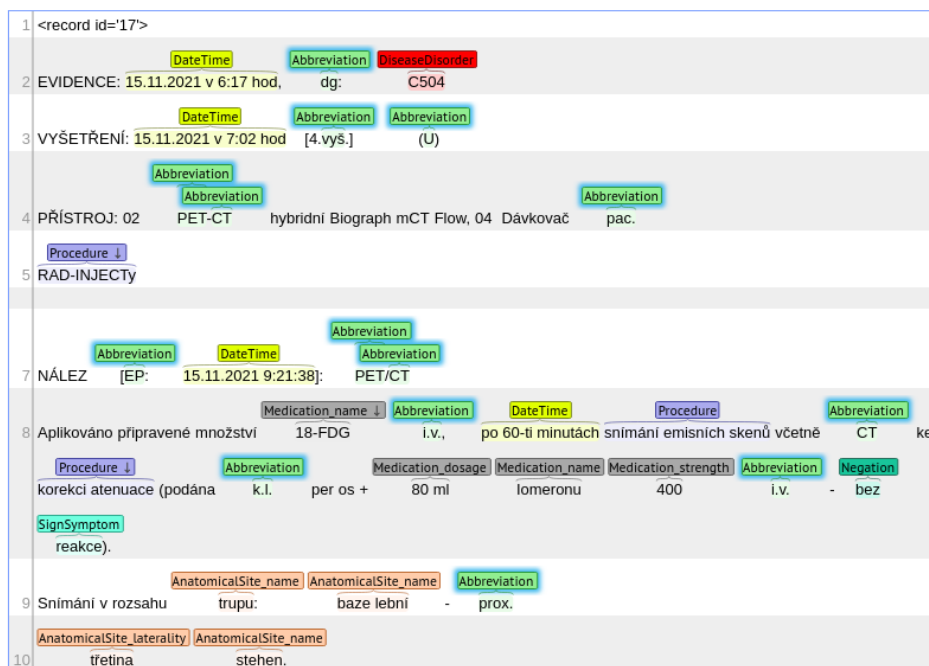 1 <record id='17'>
DateTime Abbreviation DiseaseDisorder
2 EVIDENCE: 15.11.2021 v 6:17 hod, dg: C504
DateTime Abbreviation Abbreviation
3 VYŠETŘENÍ: 15.11.2021 v 7:02 hod [4.vyš.] (U)
Abbreviation
Abbreviation Abbreviation
4 PŘÍSTROJ: 02 PET-CT hybridní Biograph mCT Flow, 04 Dávkovač pac.
Procedure ↓
5 RAD-INJECTy
Abbreviation
Abbreviation DateTime Abbreviation
7 NÁLEZ [EP: 15.11.2021 9:21:38]: PET/CT
Medication_name ↓ Abbreviation DateTime Procedure Abbreviation
8 Aplikováno připravené množství 18-FDG i.v., po 60-ti minutách snímání emisních skenů včetně CT ke
Procedure ↓ Abbreviation Medication_dosage Medication_name Medication_strength Abbreviation Negation
korekci atenuace (podána k.l. per os + 80 ml Iomeronu 400 i.v. - bez
SignSymptom
reakce).
AnatomicalSite_name AnatomicalSite_name Abbreviation
9 Snímání v rozsahu trupu: baze lební - prox.
AnatomicalSite_laterality AnatomicalSite_name
10 třetina stehen.